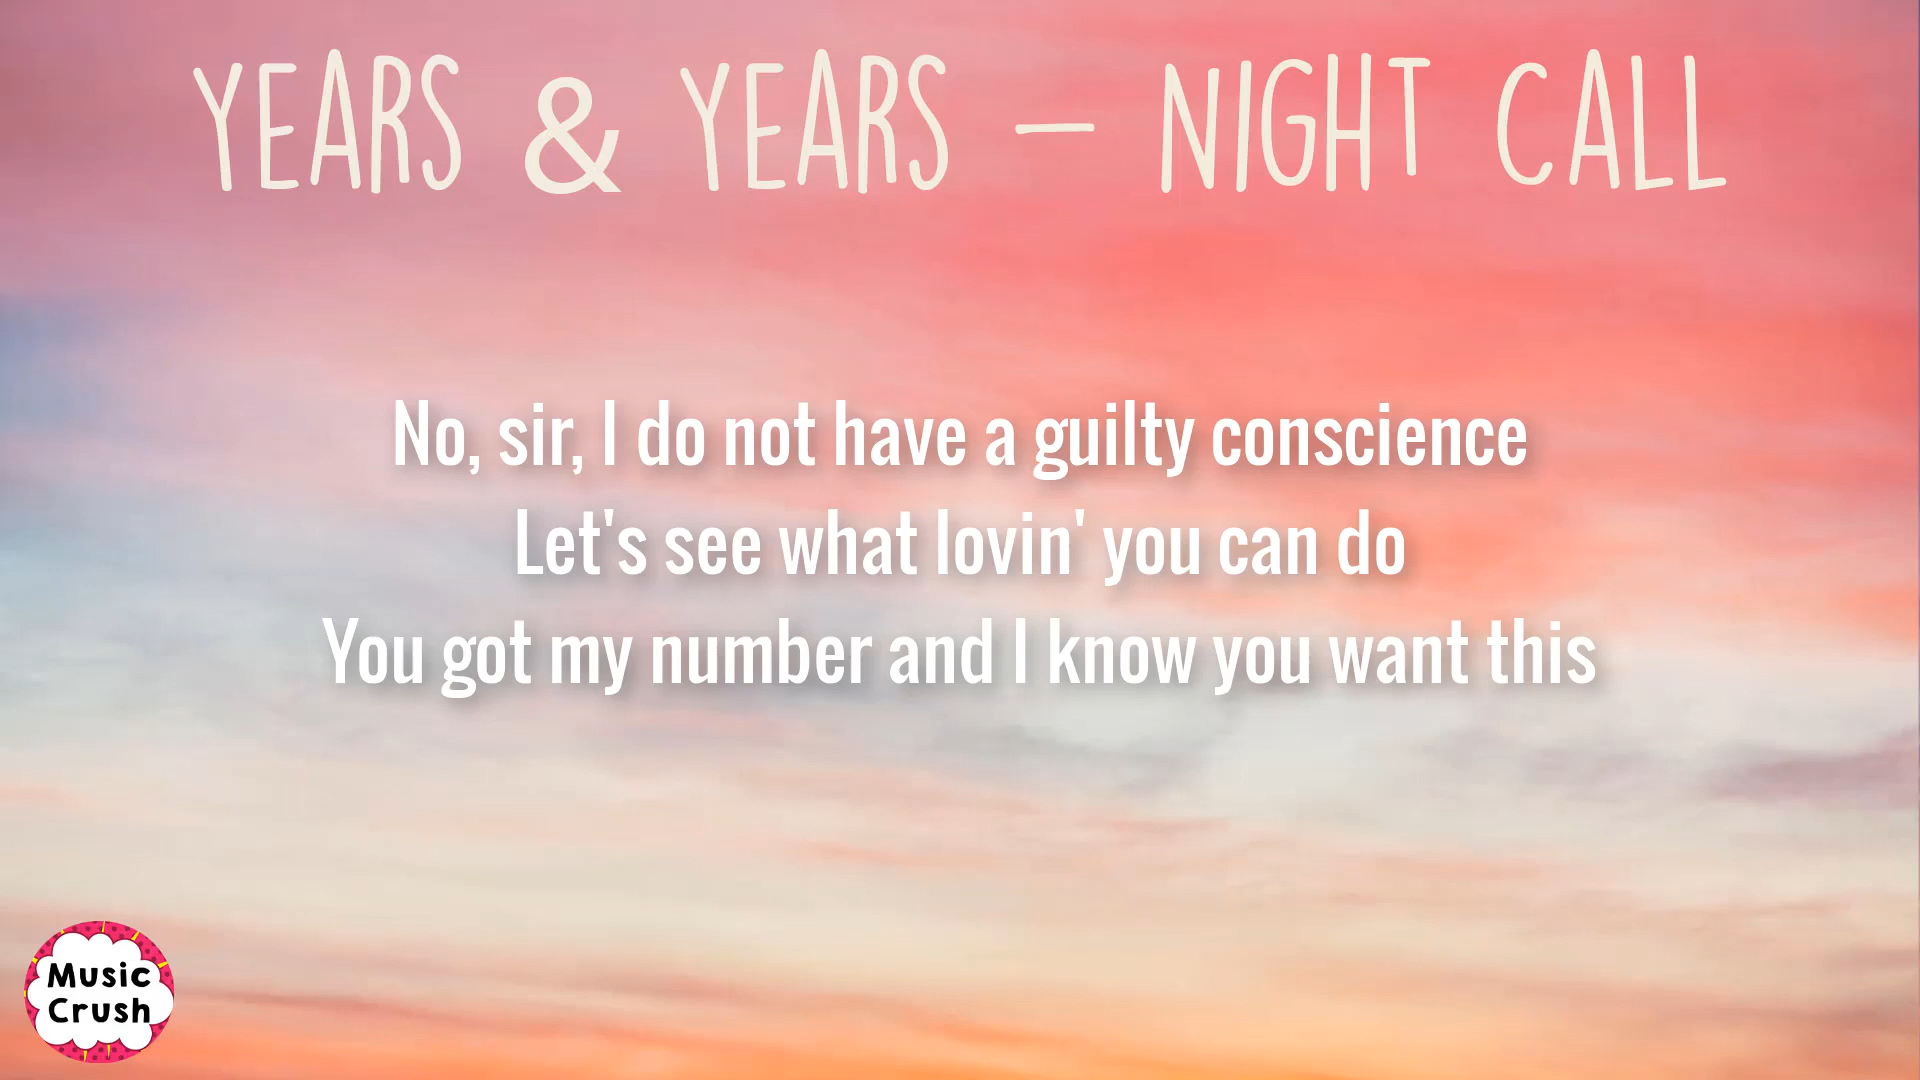 YEARS & YEARS – NIGHT CALL
No, sir, I do not have a guilty conscience
Let's see what lovin' you can do
You got my number and I know you want this
Music
Crush